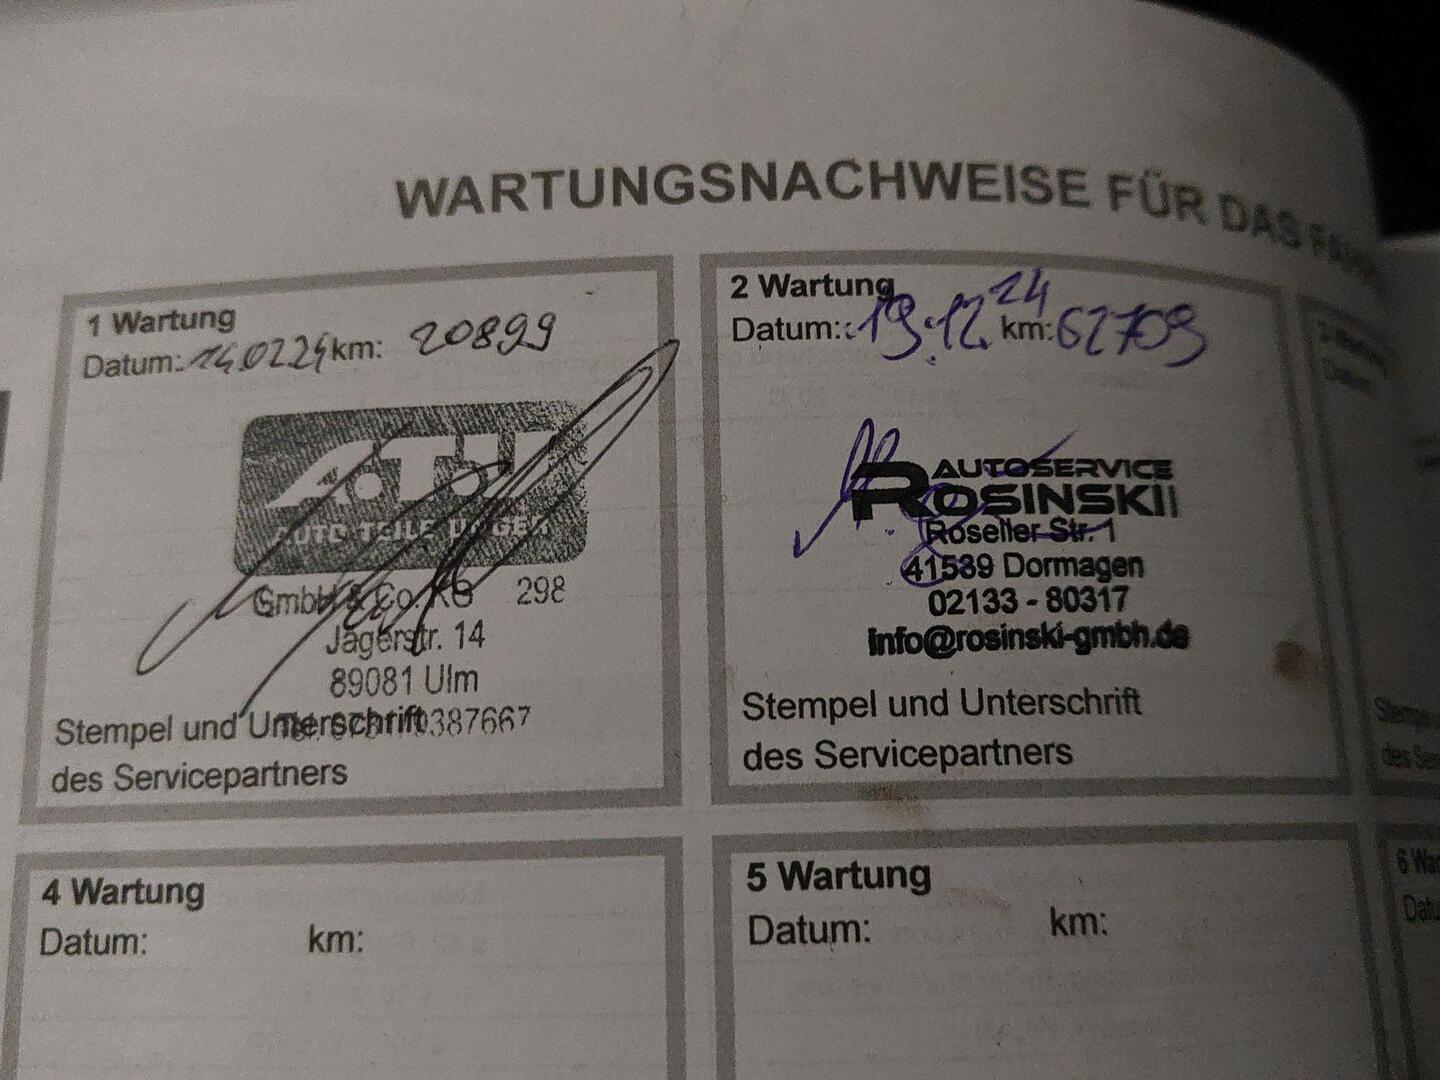 WARTUNGSNACHWEISE FÜR DAS
1 Wartung
Datum: 14.02.24 km: 20899
A.T.U
AUTO-TEILE UNGER
GmbH & Co. KG 298
Jägerstr. 14
89081 Ulm
Stempel und Unterschrift
des Servicepartners
2 Wartung
Datum: 19.12.24 km: 62709
AUTOSERVICE
ROSINSKI
Roseller Str. 1
41539 Dormagen
02133 - 80317
info@rosinski-gmbh.de
Stempel und Unterschrift
des Servicepartners
4 Wartung
Datum: km:
5 Wartung
Datum: km: